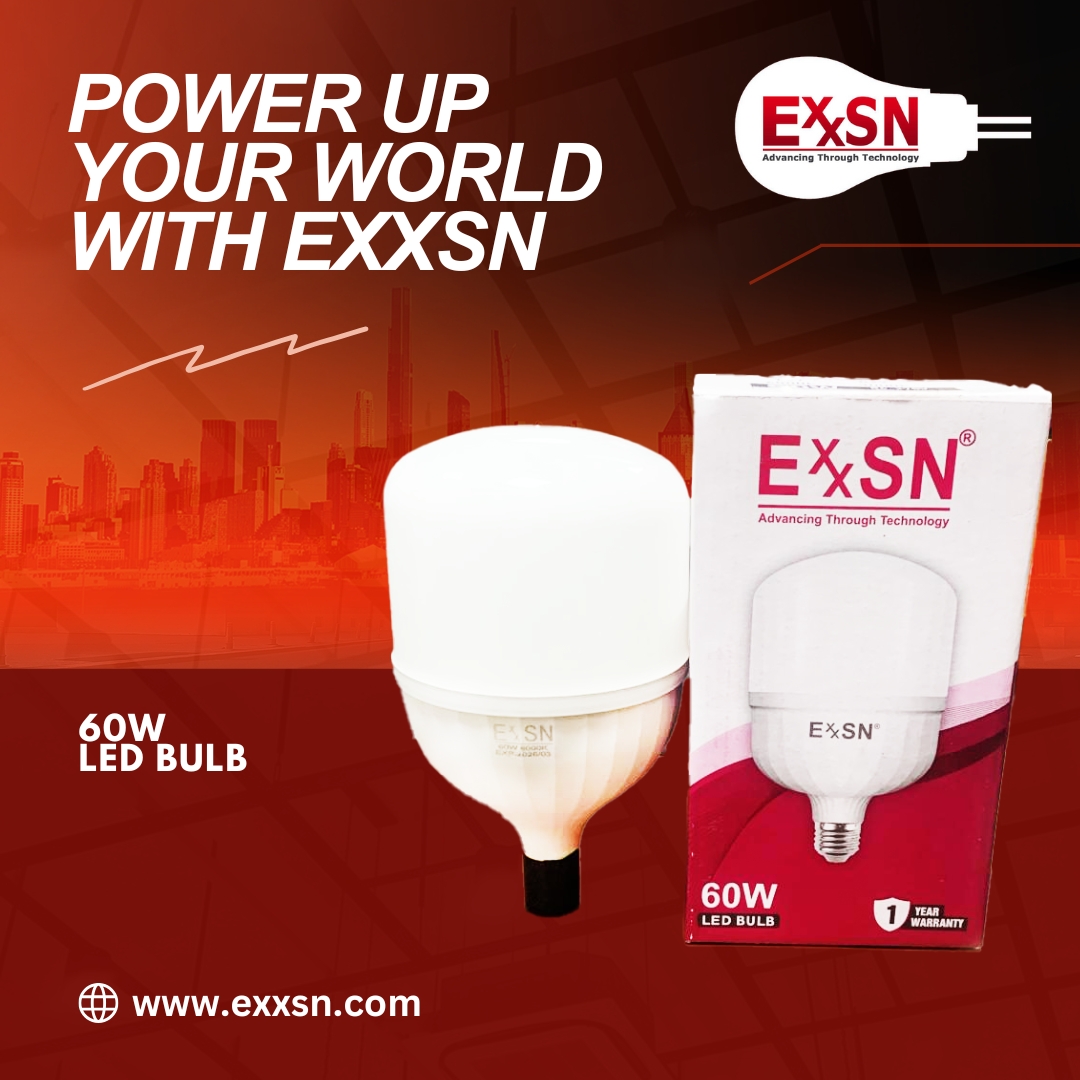 POWER UP
YOUR WORLD
WITH EXXSN
EXXSN
Advancing Through Technology
EXXSN®
Advancing Through Technology
EXXSN®
60W
LED BULB
1 YEAR
WARRANTY
EXXSN
60W
LED BULB
www.exxsn.com